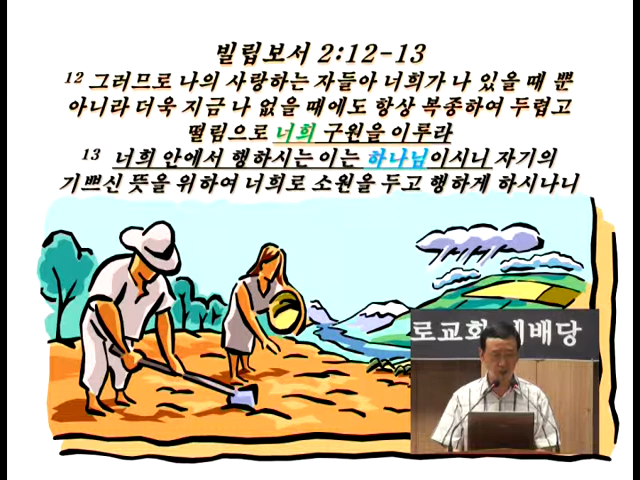 빌립보서 2:12-13
12 그러므로 나의 사랑하는 자들아 너희가 나 있을 때 뿐
아니라 더욱 지금 나 없을 때에도 항상 복종하여 두렵고
떨림으로 너희 구원을 이루라
13 너희 안에서 행하시는 이는 하나님이시니 자기의
기쁘신 뜻을 위하여 너희로 소원을 두고 행하게 하시나니
로교회 예배당